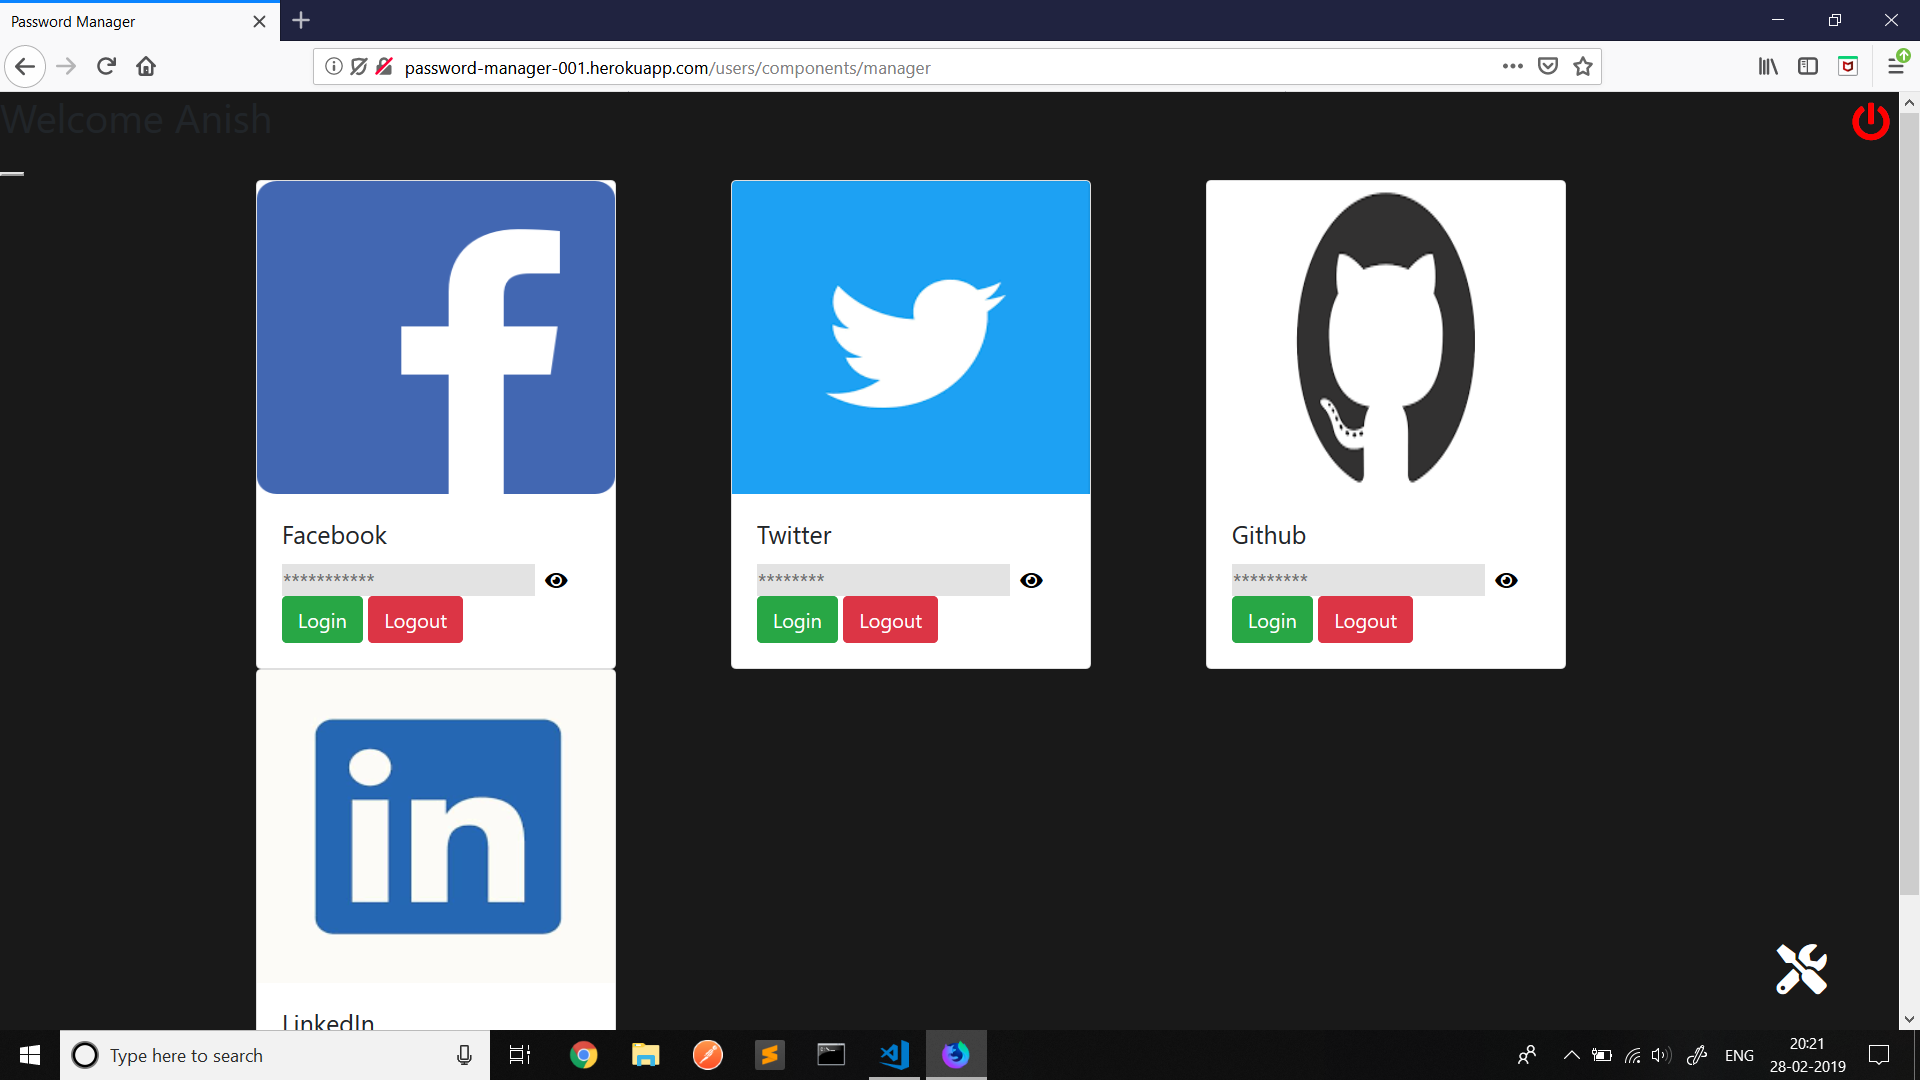 Password Manager
password-manager-001.herokuapp.com/users/components/manager
Welcome Anish
Facebook
***********
Login Logout
Twitter
********
Login Logout
Github
*********
Login Logout
in
LinkedIn
Type here to search
ENG
20:21
28-02-2019